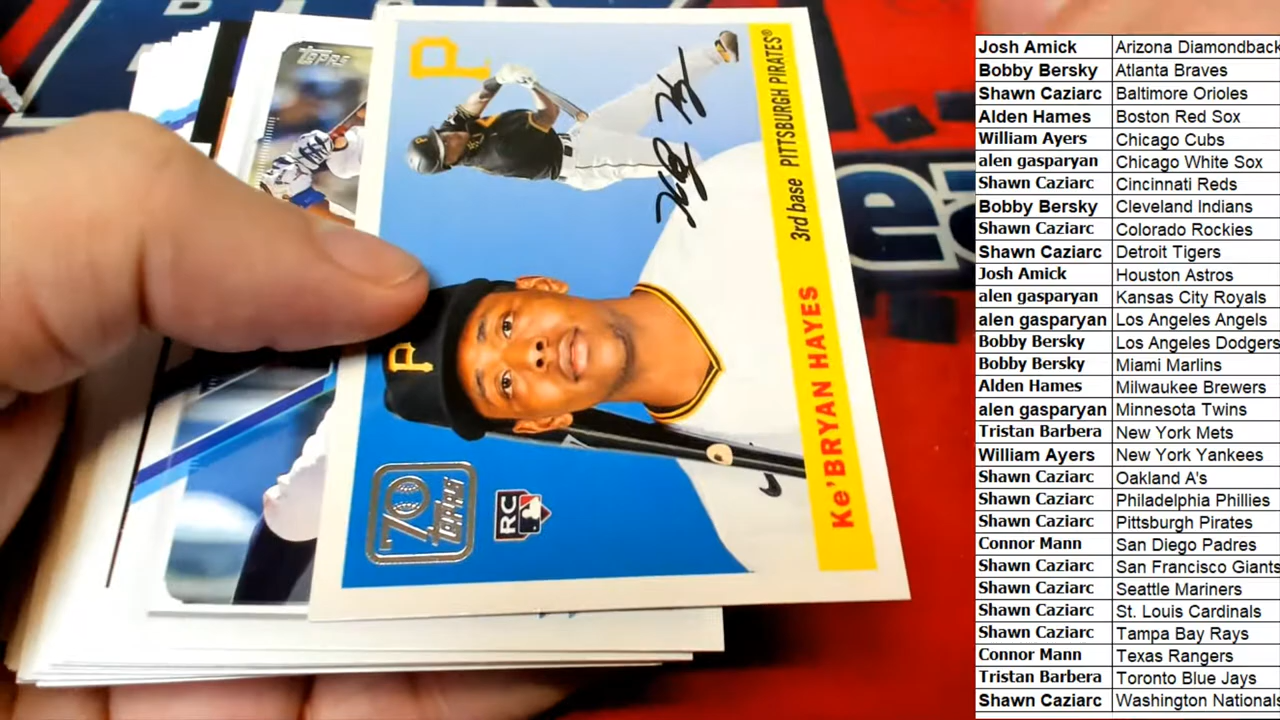 TOPPS
P
3rd base PITTSBURGH PIRATES®
Ke'BRYAN HAYES
P
70
topps
RC
Josh Amick Arizona Diamondback
Bobby Bersky Atlanta Braves
Shawn Caziarc Baltimore Orioles
Alden Hames Boston Red Sox
William Ayers Chicago Cubs
alen gasparyan Chicago White Sox
Shawn Caziarc Cincinnati Reds
Bobby Bersky Cleveland Indians
Shawn Caziarc Colorado Rockies
Shawn Caziarc Detroit Tigers
Josh Amick Houston Astros
alen gasparyan Kansas City Royals
alen gasparyan Los Angeles Angels
Bobby Bersky Los Angeles Dodgers
Bobby Bersky Miami Marlins
Alden Hames Milwaukee Brewers
alen gasparyan Minnesota Twins
Tristan Barbera New York Mets
William Ayers New York Yankees
Shawn Caziarc Oakland A's
Shawn Caziarc Philadelphia Phillies
Shawn Caziarc Pittsburgh Pirates
Connor Mann San Diego Padres
Shawn Caziarc San Francisco Giants
Shawn Caziarc Seattle Mariners
Shawn Caziarc St. Louis Cardinals
Shawn Caziarc Tampa Bay Rays
Connor Mann Texas Rangers
Tristan Barbera Toronto Blue Jays
Shawn Caziarc Washington Nationals